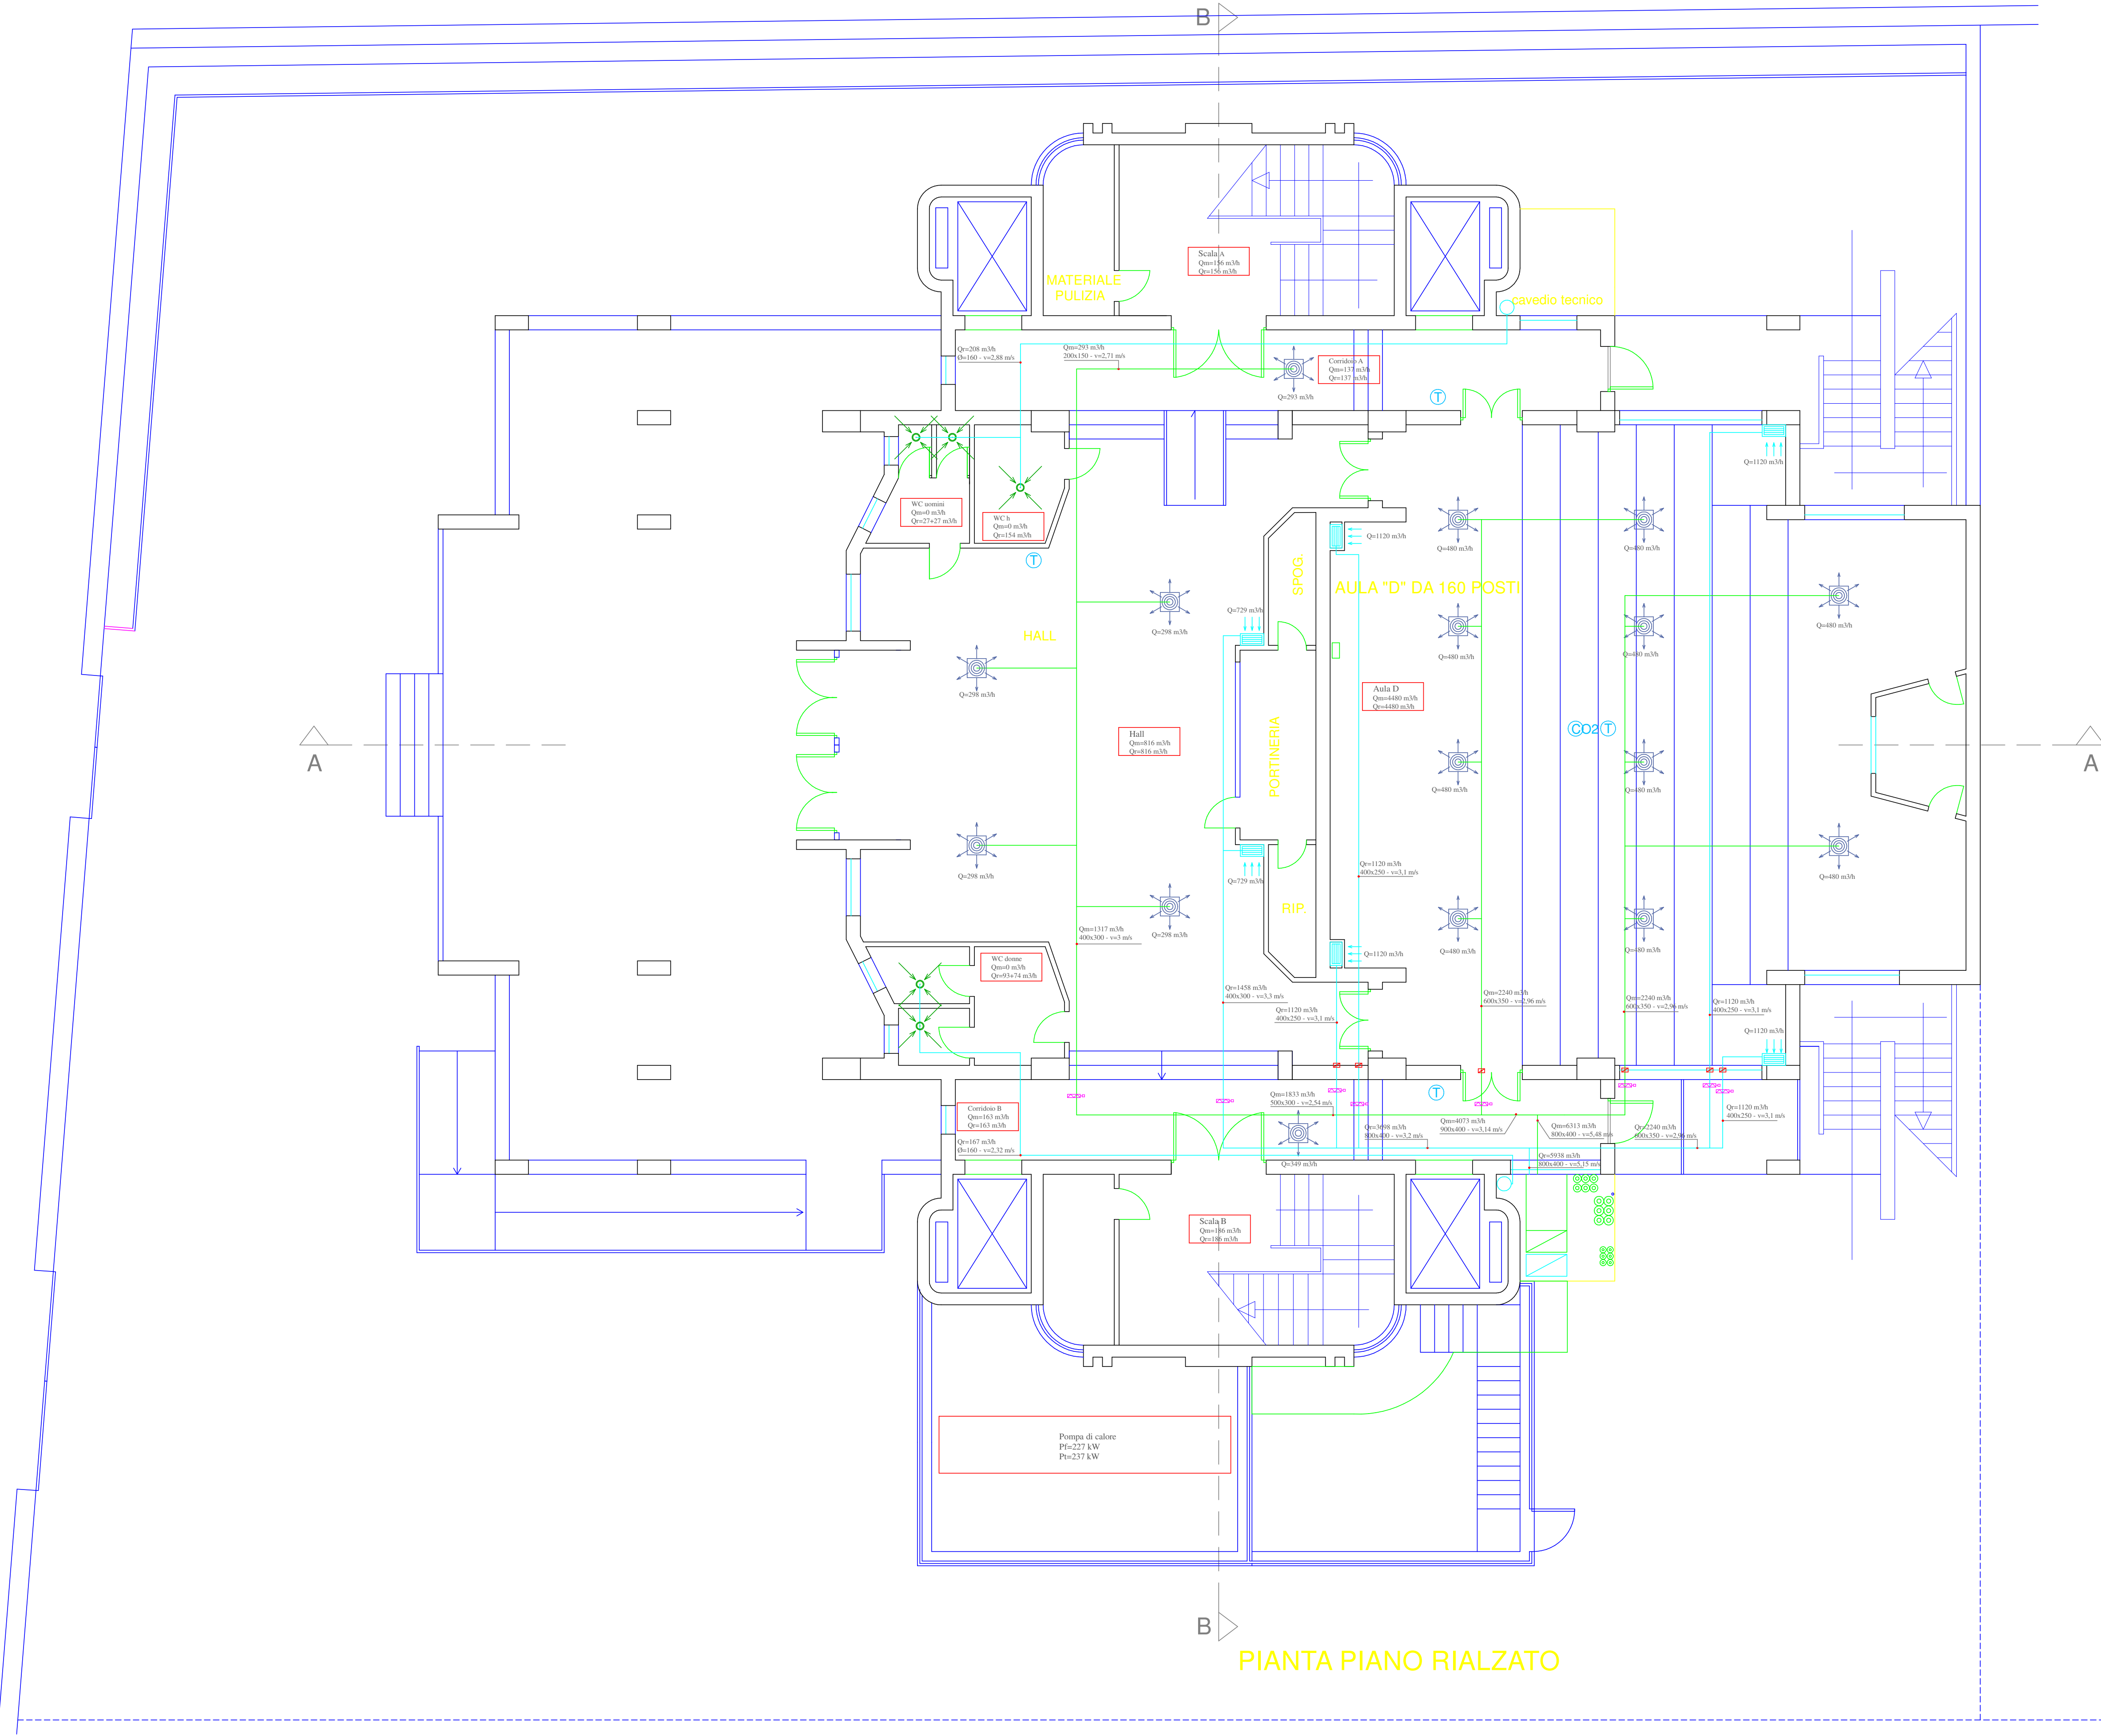 B
Scala A
Qm=156 m3/h
Qr=156 m3/h
MATERIALE
PULIZIA
cavedio tecnico
Qr=208 m3/h
Ø=160 - v=2,88 m/s
Qm=293 m3/h
200x150 - v=2,71 m/s
Corridoio A
Qm=137 m3/h
Qr=137 m3/h
Q=293 m3/h
T
Q=1120 m3/h
WC uomini
Qm=0 m3/h
Qr=27+27 m3/h
WC h
Qm=0 m3/h
Qr=154 m3/h
T
Q=1120 m3/h
Q=480 m3/h
Q=480 m3/h
SPOG.
AULA "D" DA 160 POSTI
Q=729 m3/h
Q=298 m3/h
Q=480 m3/h
HALL
Q=480 m3/h
Q=480 m3/h
Q=298 m3/h
Aula D
Qm=4480 m3/h
Qr=4480 m3/h
Hall
Qm=816 m3/h
Qr=816 m3/h
PORTINERIA
CO2
T
A
A
Q=480 m3/h
Q=480 m3/h
Q=298 m3/h
Q=729 m3/h
Qr=1120 m3/h
400x250 - v=3,1 m/s
Q=480 m3/h
RIP.
Qm=1317 m3/h
400x300 - v=3 m/s
Q=298 m3/h
Q=1120 m3/h
Q=480 m3/h
Q=480 m3/h
WC donne
Qm=0 m3/h
Qr=93+74 m3/h
Qr=1458 m3/h
400x300 - v=3,3 m/s
Qr=1120 m3/h
400x250 - v=3,1 m/s
Qm=2240 m3/h
600x350 - v=2,96 m/s
Qm=2240 m3/h
600x350 - v=2,96 m/s
Qr=1120 m3/h
400x250 - v=3,1 m/s
Q=1120 m3/h
Corridoio B
Qm=163 m3/h
Qr=163 m3/h
Qm=1833 m3/h
500x300 - v=2,54 m/s
T
Qr=167 m3/h
Ø=160 - v=2,32 m/s
Qr=3698 m3/h
800x400 - v=3,2 m/s
Qm=4073 m3/h
900x400 - v=3,14 m/s
Qm=6313 m3/h
800x400 - v=5,48 m/s
Qr=2240 m3/h
600x350 - v=2,96 m/s
Qr=1120 m3/h
400x250 - v=3,1 m/s
Q=349 m3/h
Qr=5938 m3/h
800x400 - v=5,15 m/s
Scala B
Qm=186 m3/h
Qr=186 m3/h
Pompa di calore
Pf=227 kW
Pt=237 kW
B
PIANTA PIANO RIALZATO